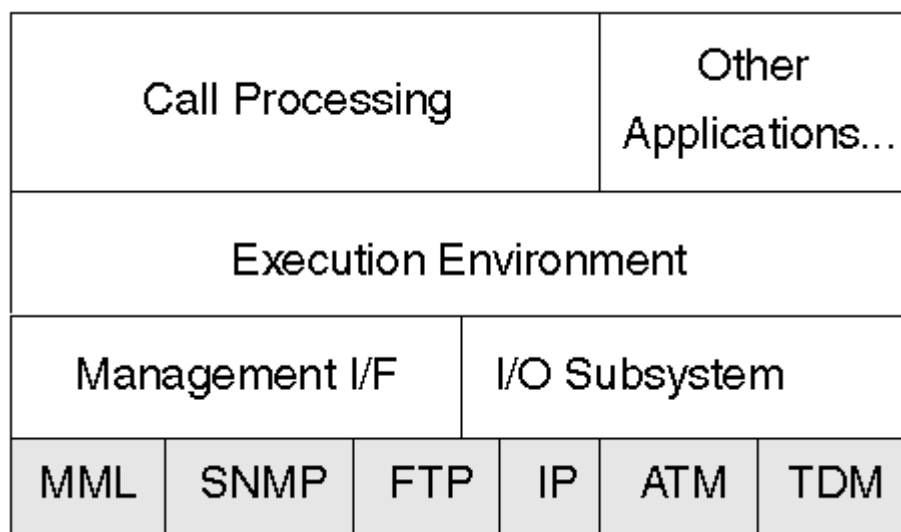 Call Processing
Other
Applications...
Execution Environment
Management I/F
I/O Subsystem
MML
SNMP
FTP
IP
ATM
TDM